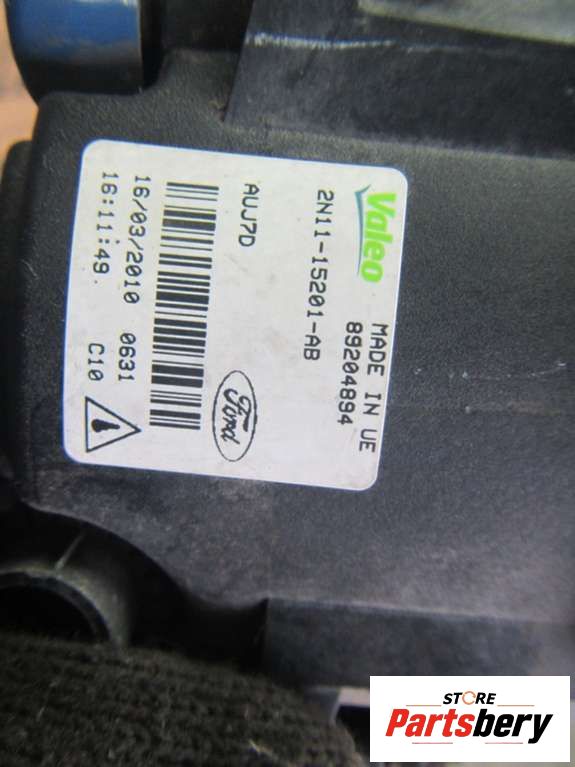 Valeo
MADE IN UE
89204894
2N11-15201-AB
AUJ7D
Ford
16/03/2010 0631
16:11:49. C10
STORE
Partsbery